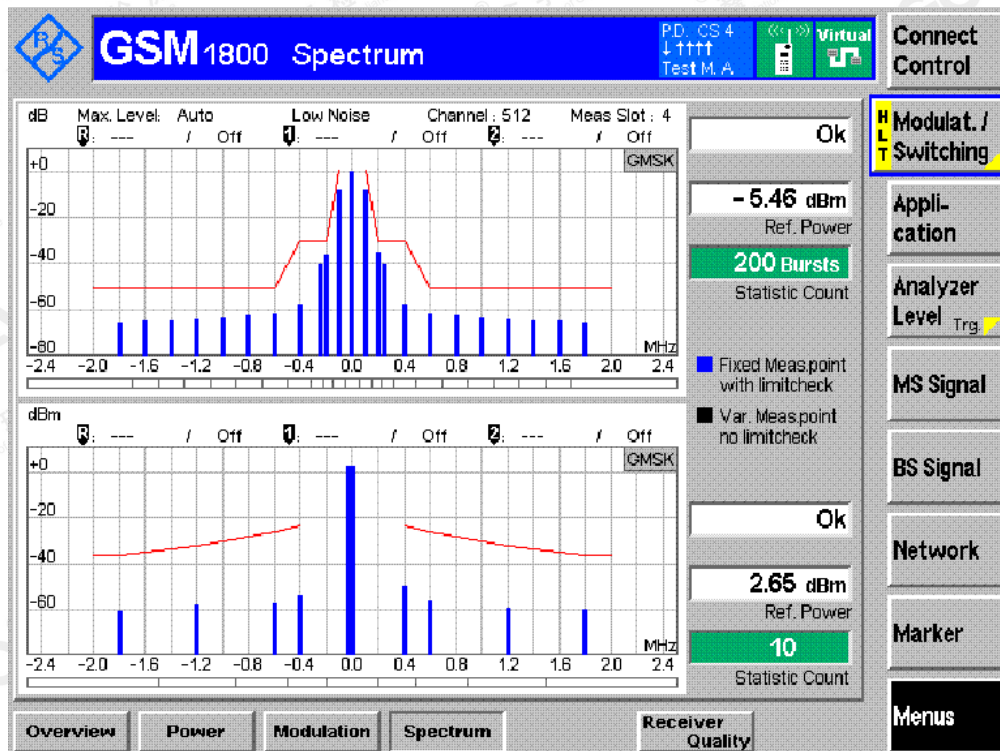 R S
GSM 1800 Spectrum
P.D. CS 4
↓ ↑↑↑↑
Test M. A.
Virtual
Connect
Control
dB Max. Level: Auto Low Noise Channel : 512 Meas Slot : 4
R: --- / Off 1: --- / Off 2: --- / Off
GMSK
+0
-20
-40
-60
-80
MHz
-2.4 -2.0 -1.6 -1.2 -0.8 -0.4 0.0 0.4 0.8 1.2 1.6 2.0 2.4
Ok
-5.46 dBm
Ref. Power
200 Bursts
Statistic Count
Fixed Meas.point
with limitcheck
Var. Meas.point
no limitcheck
dBm
R: --- / Off 1: --- / Off 2: --- / Off
GMSK
+0
-20
-40
-60
MHz
-2.4 -2.0 -1.6 -1.2 -0.8 -0.4 0.0 0.4 0.8 1.2 1.6 2.0 2.4
Ok
2.65 dBm
Ref. Power
10
Statistic Count
H L T
Modulat. /
Switching
Appli-
cation
Analyzer
Level Trg.
MS Signal
BS Signal
Network
Marker
Menus
Overview Power Modulation Spectrum Receiver
Quality